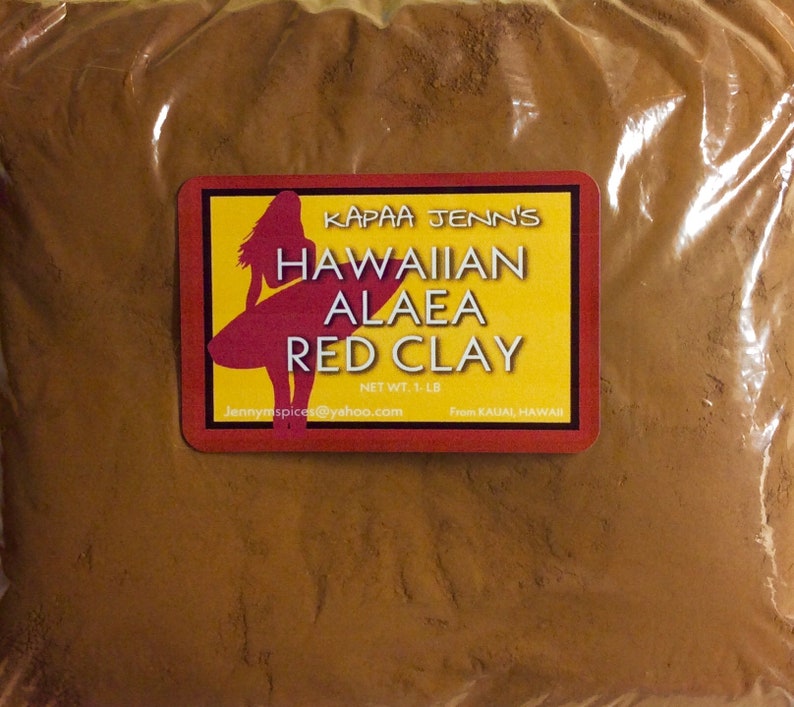 KAPAA JENN'S
HAWAIIAN
ALAEA
RED CLAY
NET WT. 1- LB
Jennymspices@yahoo.com
From KAUAI, HAWAII